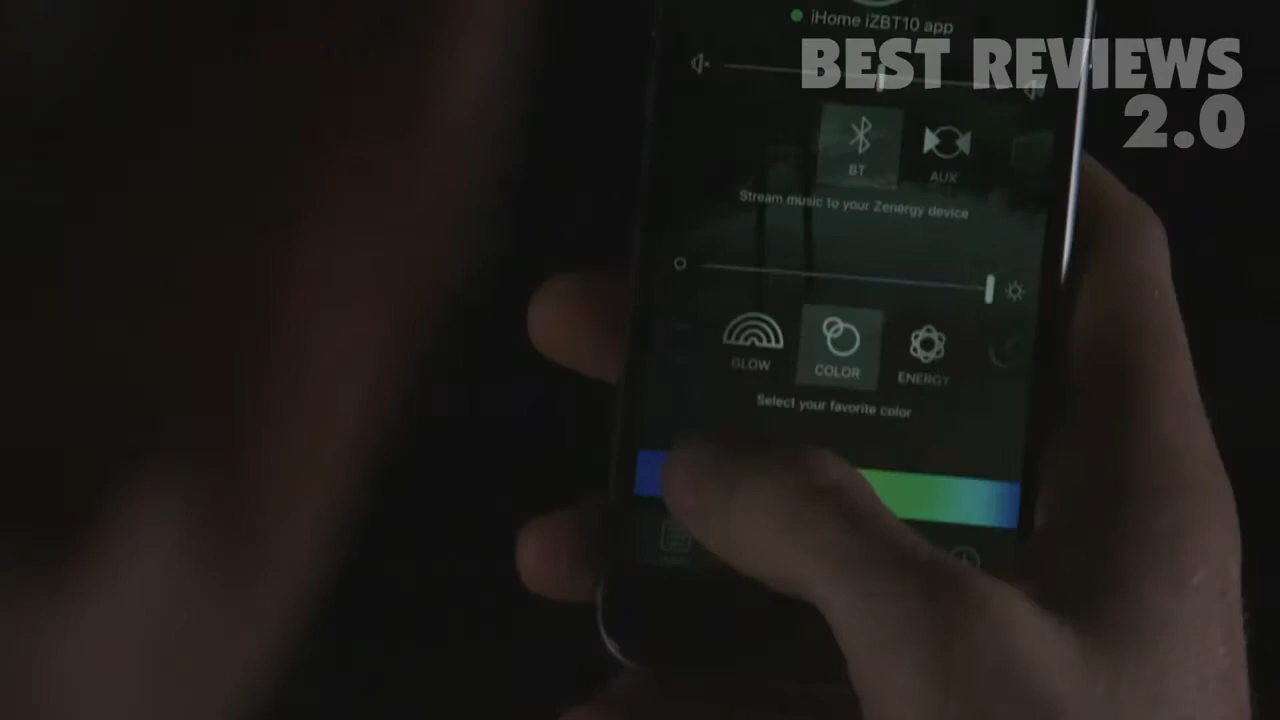 iHome iZBT10 app
BEST REVIEWS
2.0
BT
AUX
Stream music to your Zenergy device
GLOW
COLOR
ENERGY
Select your favorite color